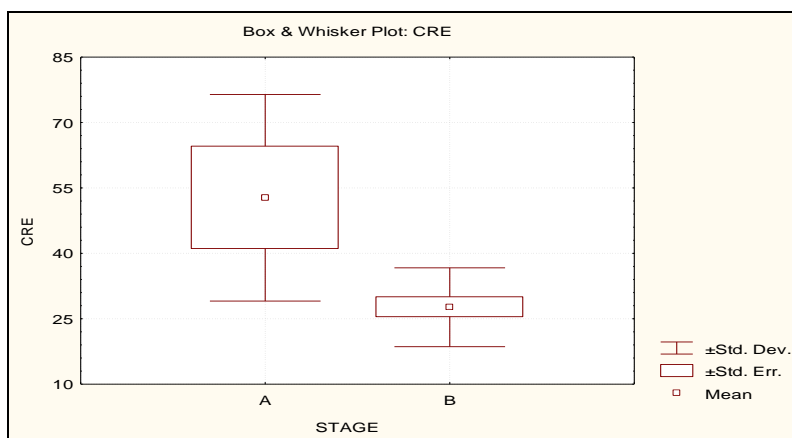 Box & Whisker Plot: CRE
85
70
55
40
25
10
CRE
A
B
STAGE
±Std. Dev.
±Std. Err.
Mean